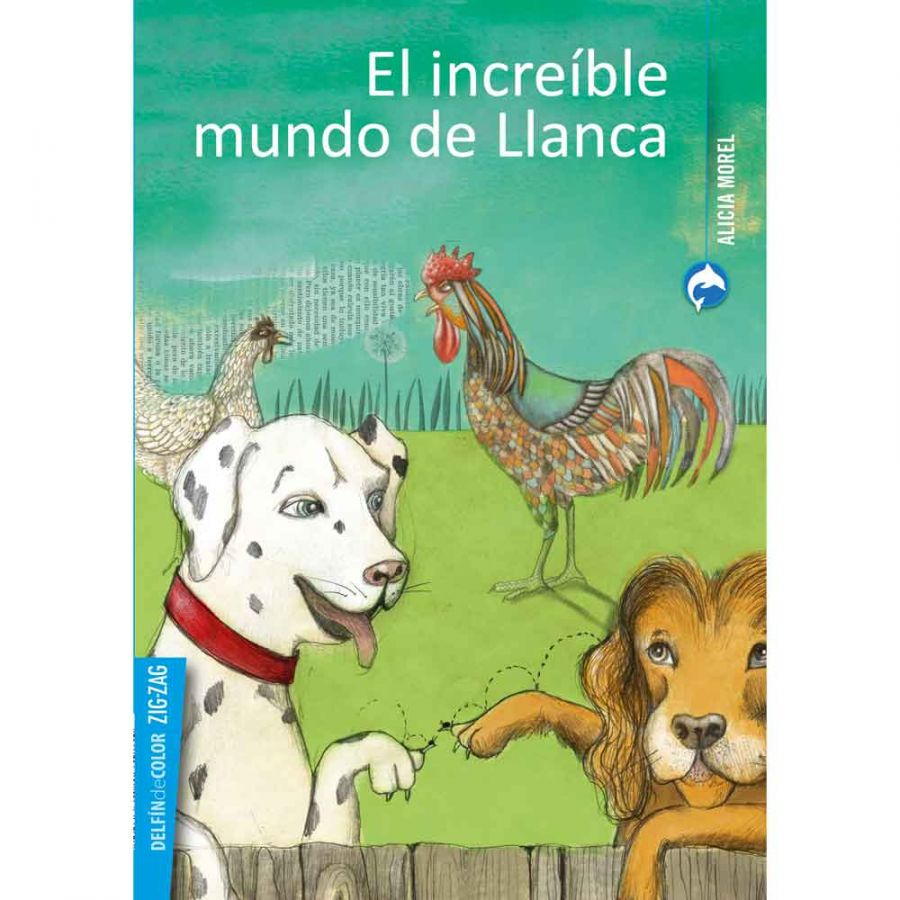 El increíble
mundo de Llanca
ALICIA MOREL
DELFÍNdeCOLOR ZIG-ZAG